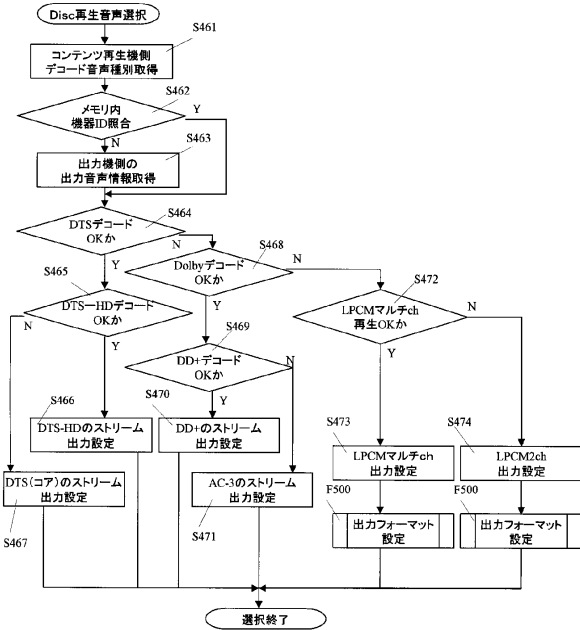 Disc再生音声選択
S461
コンテンツ再生機側
デコード音声種別取得
S462
メモリ内
機器ID照合
Y
N
S463
出力機側の
出力音声情報取得
S464
DTSデコード
OKか
N
Y
S468
Dolbyデコード
OKか
N
Y
S465
DTS-HDデコード
OKか
N
Y
S472
LPCMマルチch
再生OKか
N
Y
S469
DD+デコード
OKか
N
Y
S466
DTS-HDのストリーム
出力設定
S470
DD+のストリーム
出力設定
S473
LPCMマルチch
出力設定
S474
LPCM2ch
出力設定
DTS(コア)のストリーム
出力設定
S467
AC-3のストリーム
出力設定
S471
F500
出力フォーマット
設定
F500
出力フォーマット
設定
選択終了